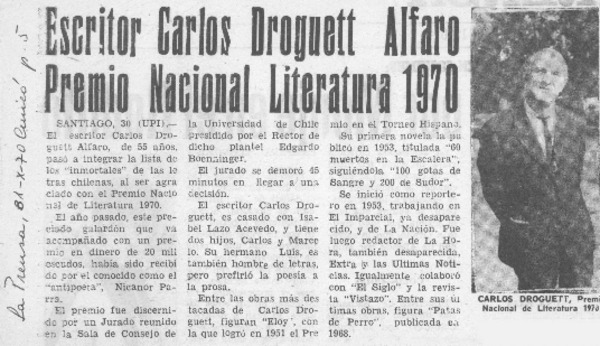 Escritor Carlos Droguett Alfaro
Premio Nacional Literatura 1970
SANTIAGO, 30 (UPI).—
El escritor Carlos Dro-
guett Alfaro, de 55 años,
pasó a integrar la lista de
los "inmortales" de las le
tras chilenas, al ser agra
ciado con el Premio Nacio
nal de Literatura 1970.
El año pasado, este pre-
ciado galardón que va
acompañado con un pre-
mio en dinero de 20 mil
escudos, había sido recibi
do por el conocido como el
"antipoeta", Nicanor Pa-
rra.
El premio fue discerni-
do por un Jurado reunido
en la Sala de Consejo de
la Universidad de Chile
presidido por el Rector de
dicho plantel Edgardo
Boenninger.
El jurado se demoró 45
minutos en llegar a una
decisión.
El escritor Carlos Dro-
guett, es casado con Isa
bel Lazo Acevedo, y tiene
dos hijos, Carlos y Marce
lo. Su hermano Luis, es
también hombre de letras,
pero prefirió la poesía a
la prosa.
Entre las obras más des
tacadas de Carlos Dro-
guett, figuran "Eloy", con
la que logró en 1951 el Pre
mio en el Torneo Hispano.
Su primera novela la pu
blicó en 1953, titulada "60
muertos en la Escalera",
siguiéndola "100 gotas de
Sangre y 200 de Sudor".
Se inició como reporte-
ro en 1953, trabajando en
El Imparcial, ya desapare
cido, y de La Nación. Fue
luego redactor de La Ho
ra, también desaparecida,
Extra y las Ultimas Noti-
cias. Igualmente colaboró
con "El Siglo" y la revis
ta "Vistazo". Entre sus úl
timas obras, figura "Patas
de Perro", publicada en
1968.
CARLOS DROGUETT, Premi
Nacional de Literatura 1970
La Prensa, 31-X-70 Curicó p. 5